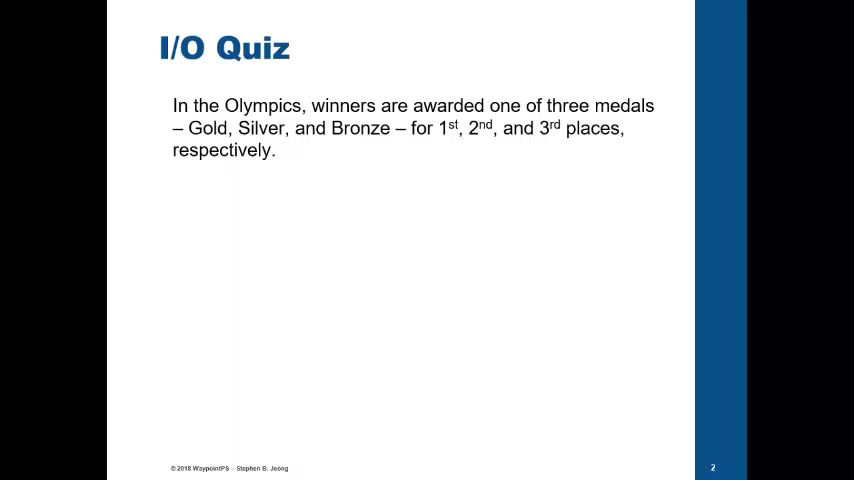 I/O Quiz
In the Olympics, winners are awarded one of three medals
– Gold, Silver, and Bronze – for 1st, 2nd, and 3rd places,
respectively.
© 2018 WaypointPS – Stephen B. Jeong
2